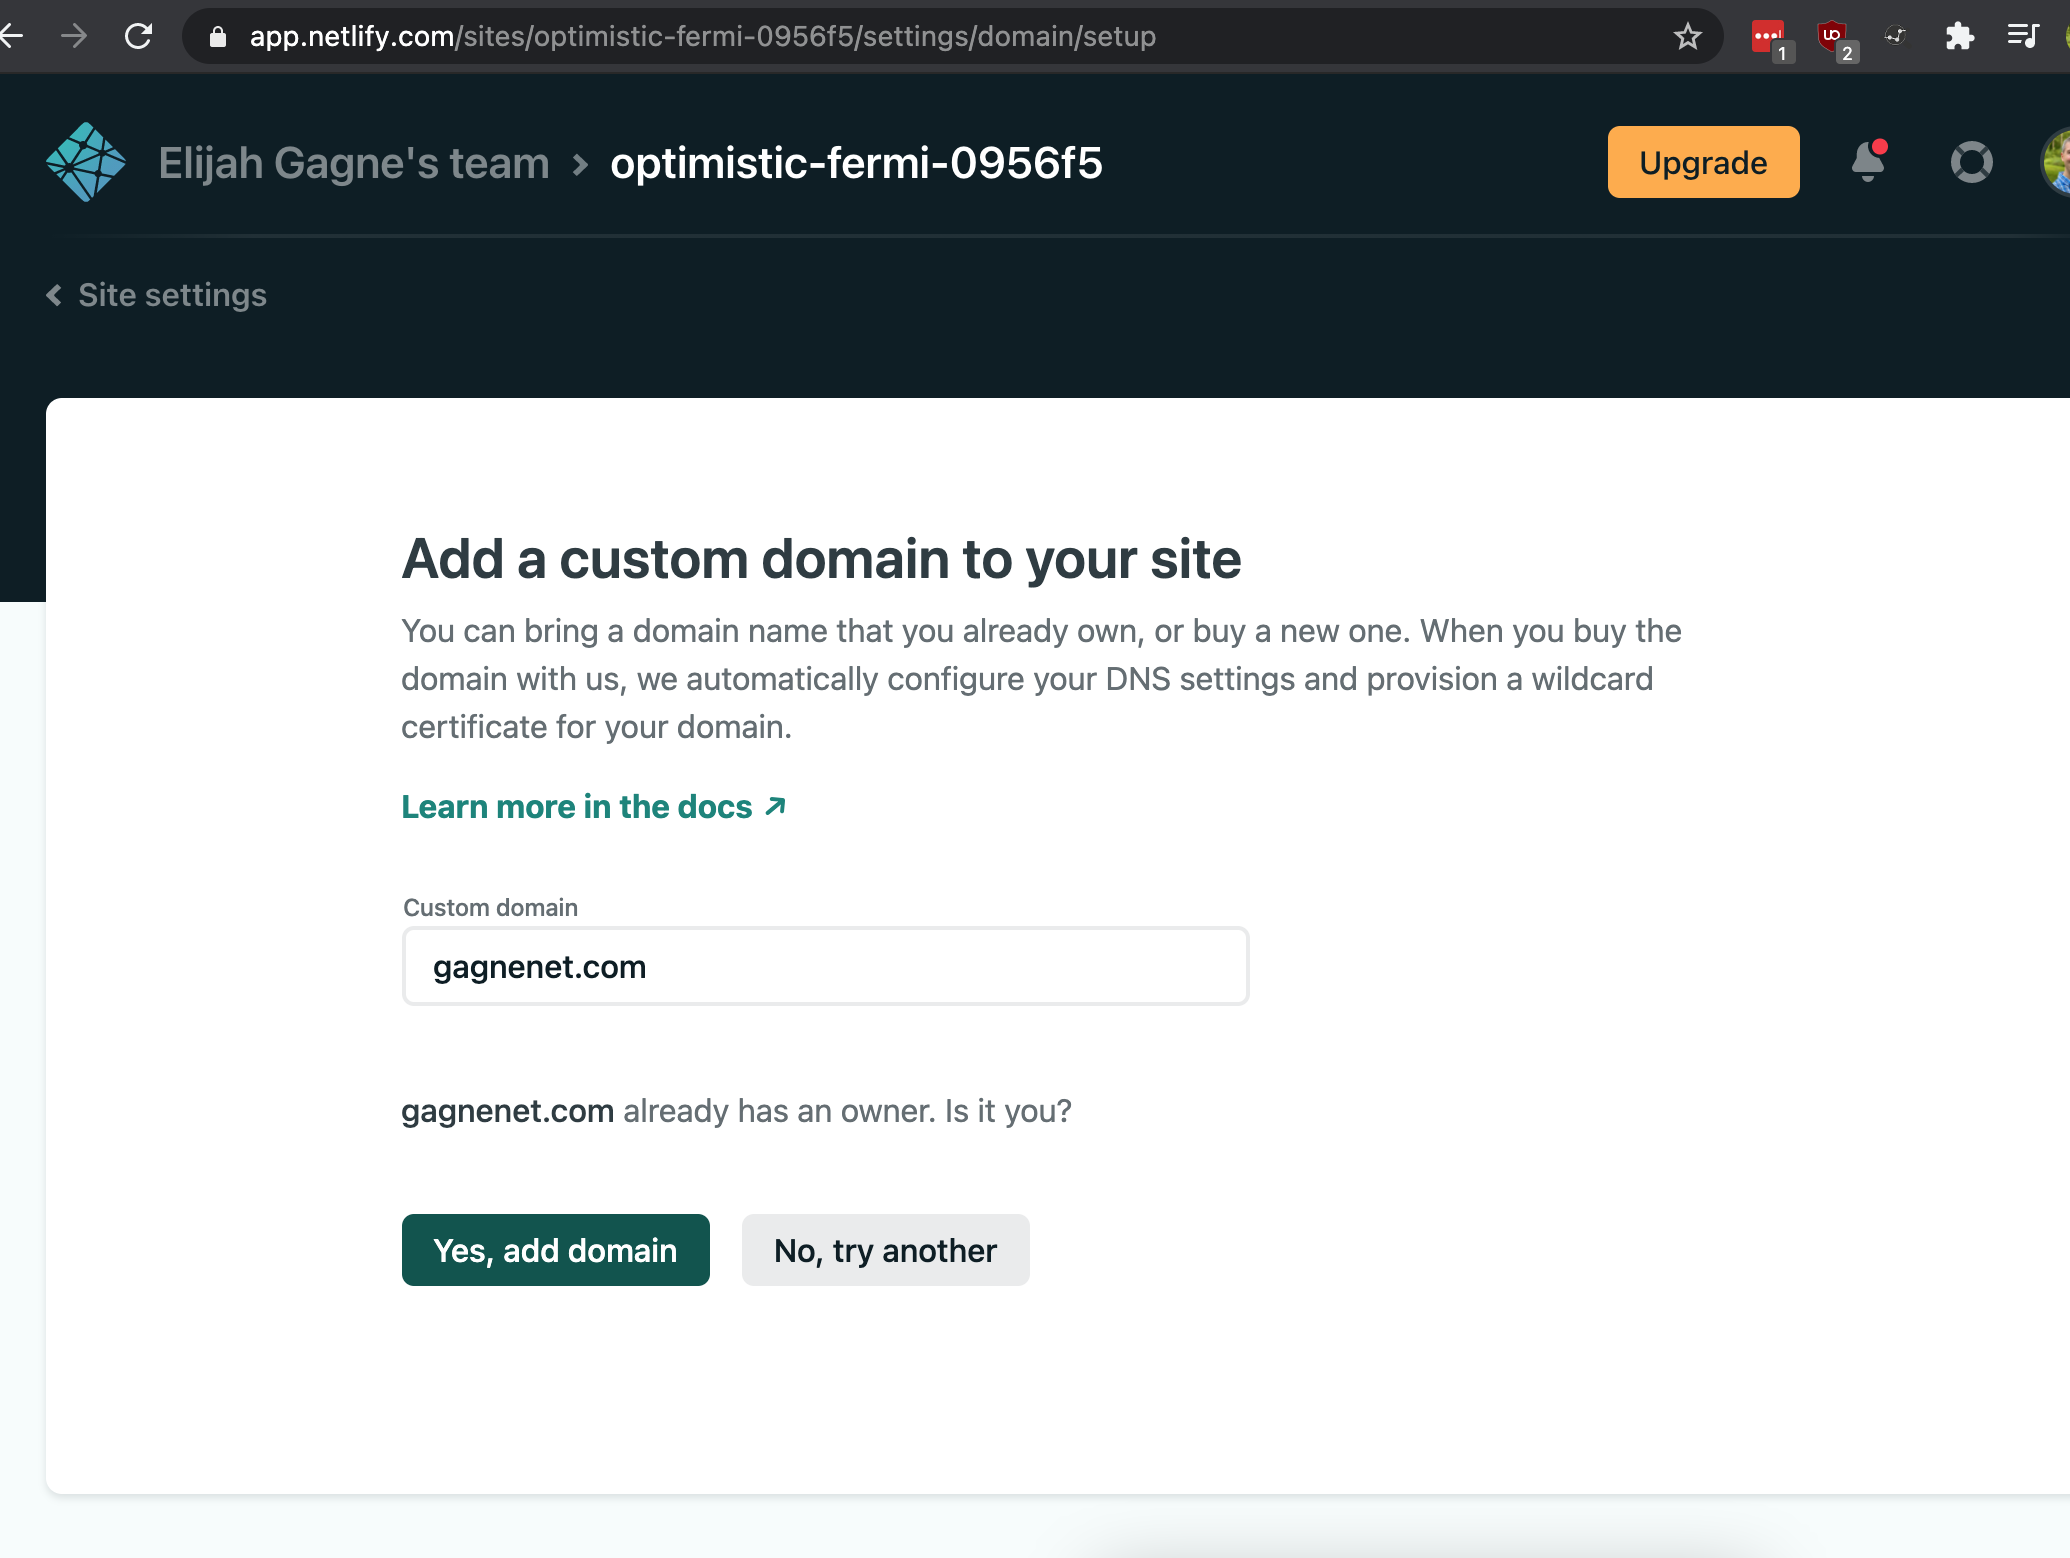 app.netlify.com/sites/optimistic-fermi-0956f5/settings/domain/setup
1
2
Elijah Gagne's team > optimistic-fermi-0956f5
Upgrade
Site settings
Add a custom domain to your site
You can bring a domain name that you already own, or buy a new one. When you buy the
domain with us, we automatically configure your DNS settings and provision a wildcard
certificate for your domain.
Learn more in the docs ↗
Custom domain
gagnenet.com
gagnenet.com already has an owner. Is it you?
Yes, add domain
No, try another